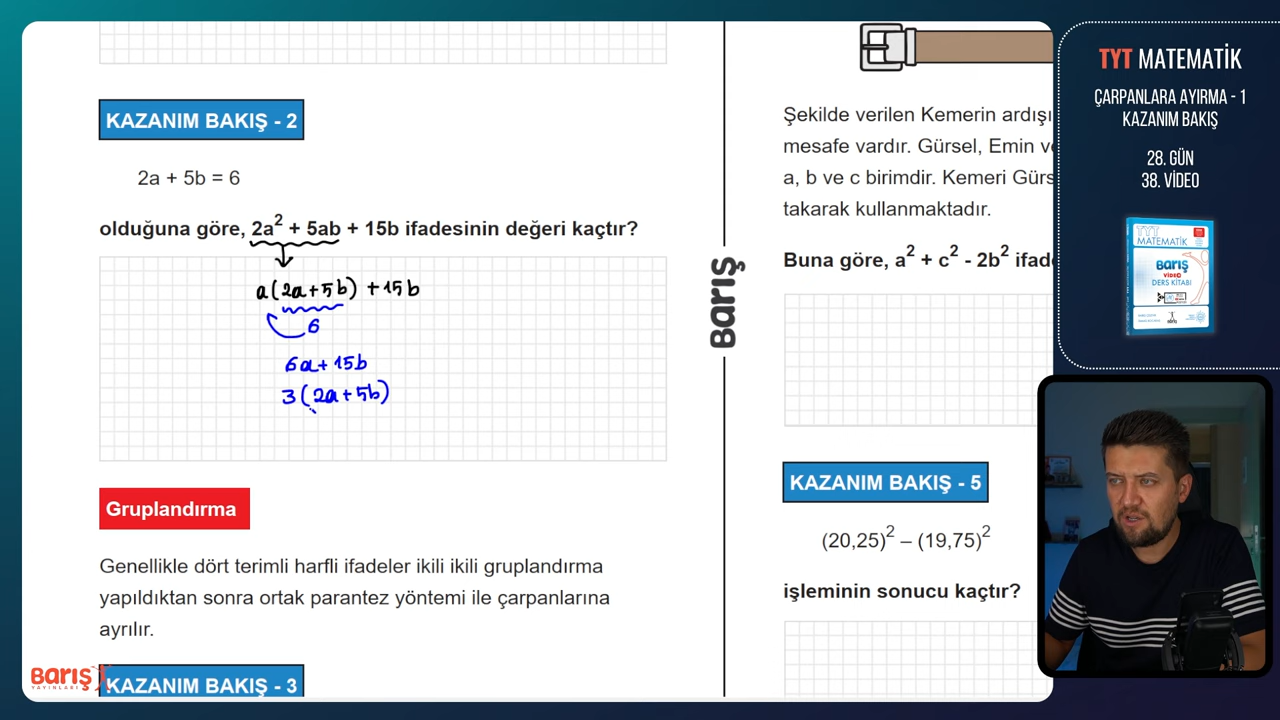 KAZANIM BAKIŞ - 2
2a + 5b = 6
olduğuna göre, 2a² + 5ab + 15b ifadesinin değeri kaçtır?
a(2a+5b) + 15b
6
6a+15b
3(2a+5b)
Gruplandırma
Genellikle dört terimli harfli ifadeler ikili ikili gruplandırma
yapıldıktan sonra ortak parantez yöntemi ile çarpanlarına
ayrılır.
KAZANIM BAKIŞ - 3
BARIŞ
YAYINLARI
Barış
Şekilde verilen Kemerin ardışı
mesafe vardır. Gürsel, Emin v
a, b ve c birimdir. Kemeri Gürs
takarak kullanmaktadır.
Buna göre, a² + c² - 2b² ifad
KAZANIM BAKIŞ - 5
(20,25)² – (19,75)²
işleminin sonucu kaçtır?
TYT MATEMATİK
ÇARPANLARA AYIRMA - 1
KAZANIM BAKIŞ
28. GÜN
38. VİDEO
TYT
MATEMATİK
BARIŞ
VİDEO
DERS KİTABI